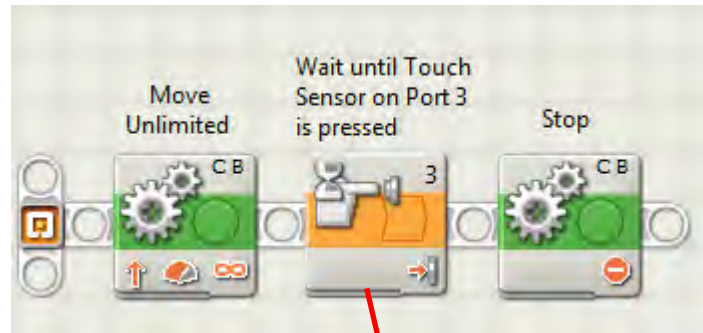 Move
Unlimited
Wait until Touch
Sensor on Port 3
is pressed
Stop
C B
3
C B